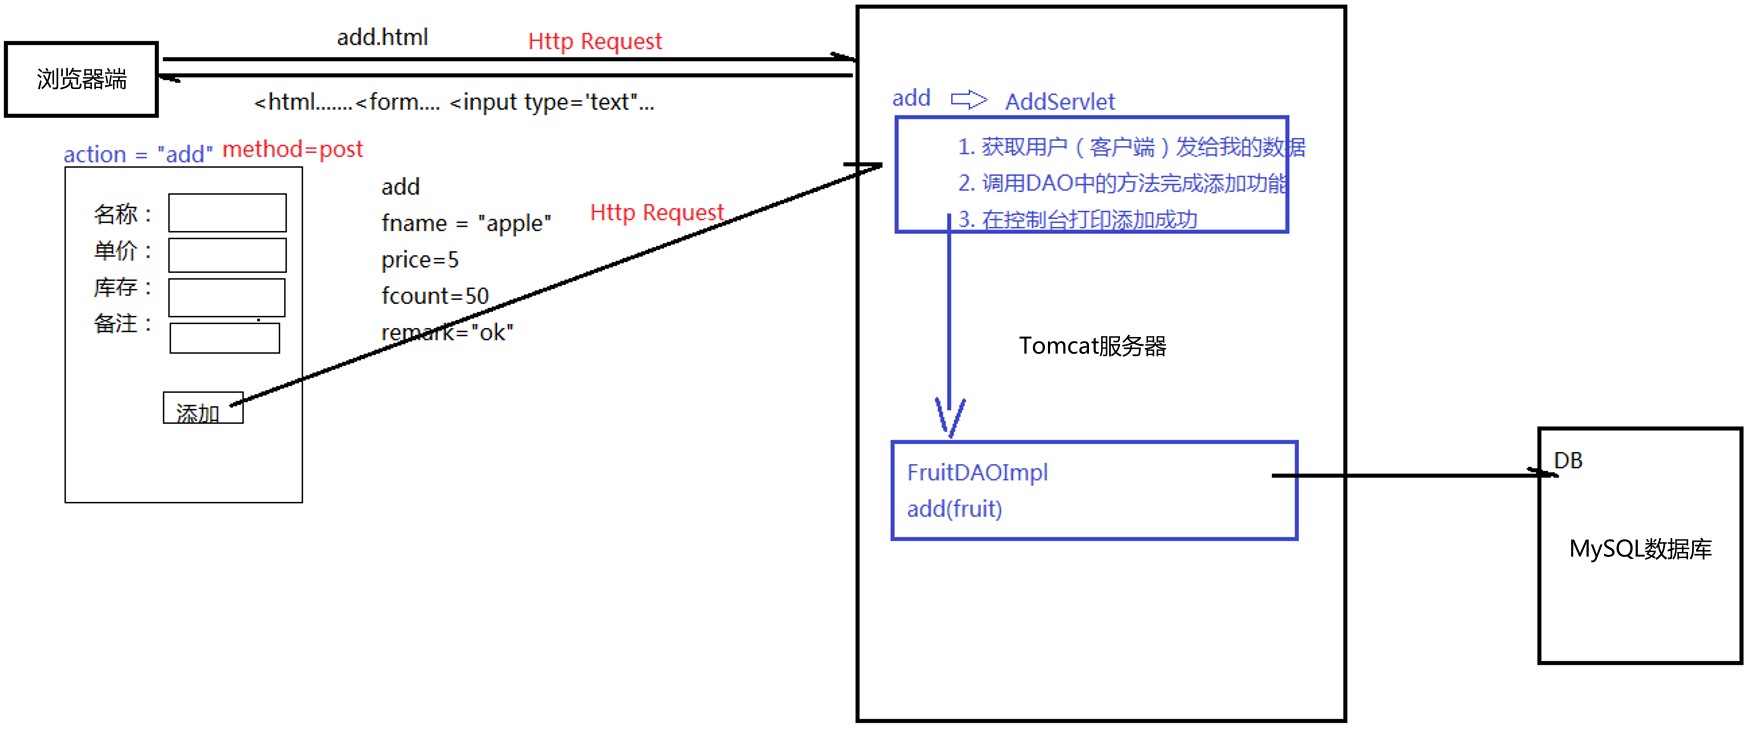 add.html
Http Request
浏览器端
<html.......<form.... <input type='text"...
action = "add" method=post
名称：
单价：
库存：
备注：
添加
add
fname = "apple"
price=5
fcount=50
remark="ok"
Http Request
add
AddServlet
1. 获取用户（客户端）发给我的数据
2. 调用DAO中的方法完成添加功能
3. 在控制台打印添加成功
Tomcat服务器
FruitDAOImpl
add(fruit)
DB
MySQL数据库